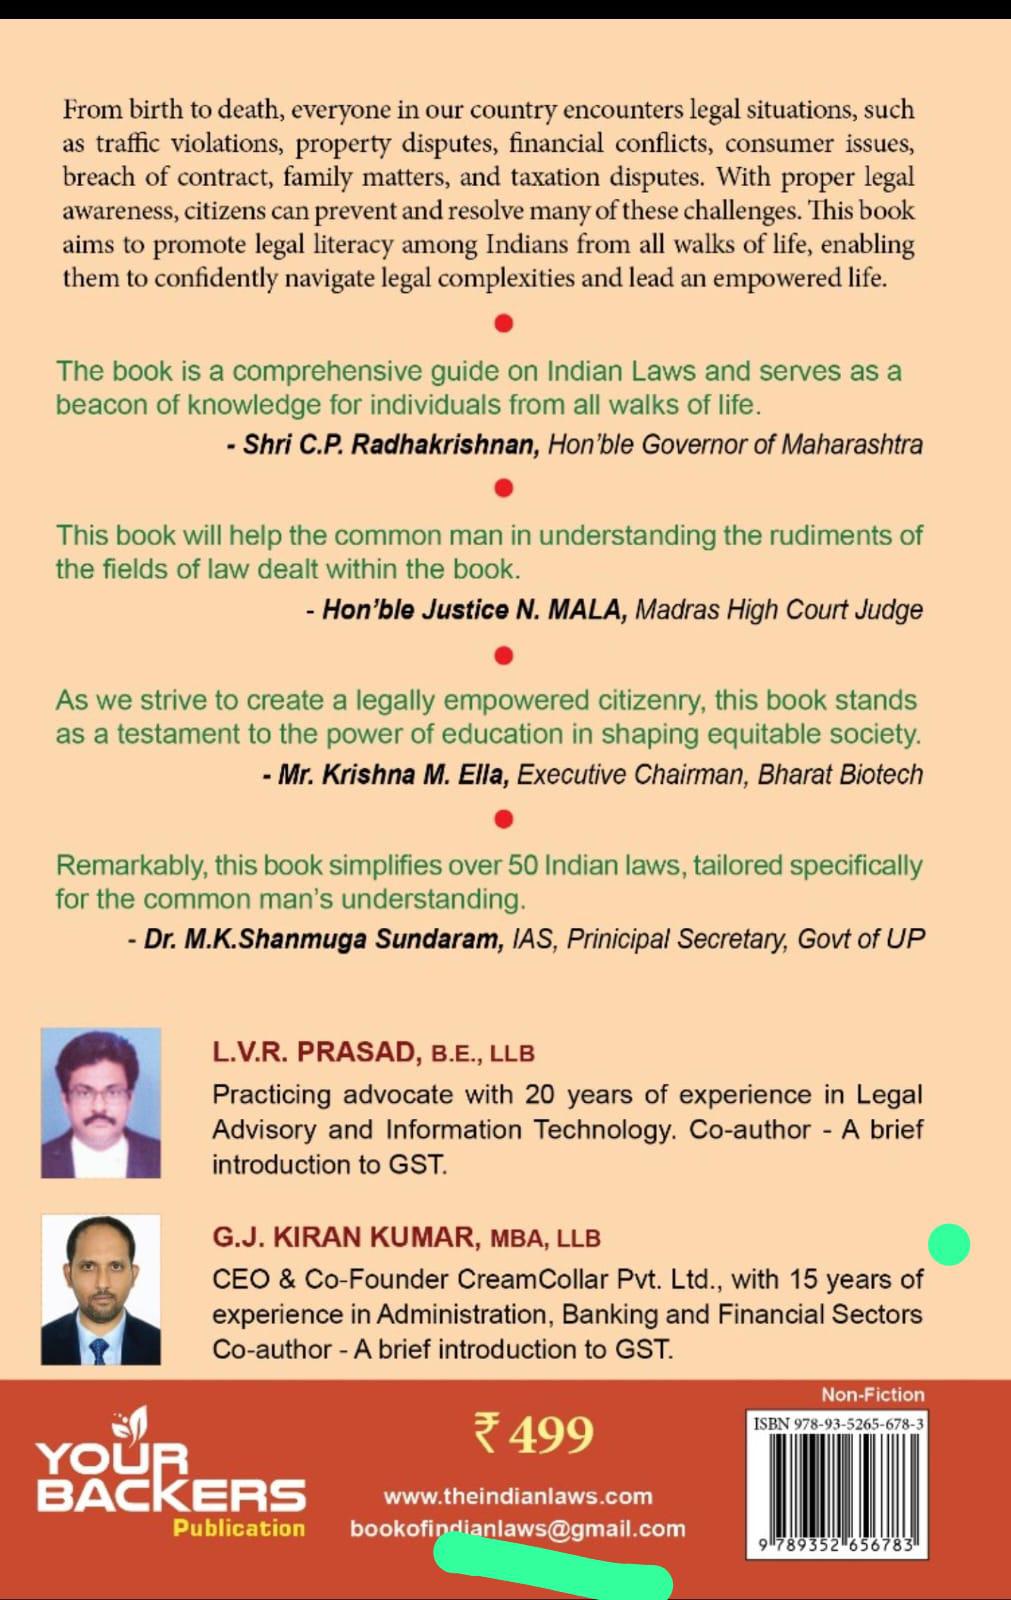 From birth to death, everyone in our country encounters legal situations, such
as traffic violations, property disputes, financial conflicts, consumer issues,
breach of contract, family matters, and taxation disputes. With proper legal
awareness, citizens can prevent and resolve many of these challenges. This book
aims to promote legal literacy among Indians from all walks of life, enabling
them to confidently navigate legal complexities and lead an empowered life.
The book is a comprehensive guide on Indian Laws and serves as a
beacon of knowledge for individuals from all walks of life.
- Shri C.P. Radhakrishnan, Hon'ble Governor of Maharashtra
This book will help the common man in understanding the rudiments of
the fields of law dealt within the book.
- Hon'ble Justice N. MALA, Madras High Court Judge
As we strive to create a legally empowered citizenry, this book stands
as a testament to the power of education in shaping equitable society.
- Mr. Krishna M. Ella, Executive Chairman, Bharat Biotech
Remarkably, this book simplifies over 50 Indian laws, tailored specifically
for the common man's understanding.
- Dr. M.K.Shanmuga Sundaram, IAS, Prinicipal Secretary, Govt of UP
L.V.R. PRASAD, B.E., LLB
Practicing advocate with 20 years of experience in Legal
Advisory and Information Technology. Co-author - A brief
introduction to GST.
G.J. KIRAN KUMAR, MBA, LLB
CEO & Co-Founder CreamCollar Pvt. Ltd., with 15 years of
experience in Administration, Banking and Financial Sectors
Co-author - A brief introduction to GST.
YOUR
BACKERS
Publication
₹ 499
www.theindianlaws.com
bookofindianlaws@gmail.com
Non-Fiction
ISBN 978-93-5265-678-3
9 789352 656783